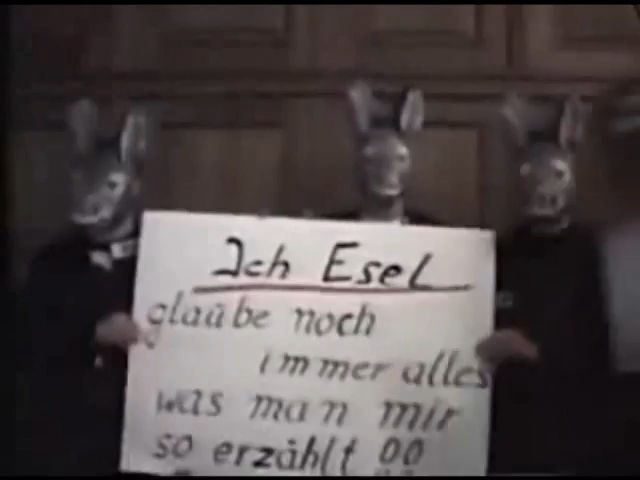 Ich Esel
glaube noch
immer alles
was man mir
so erzählt